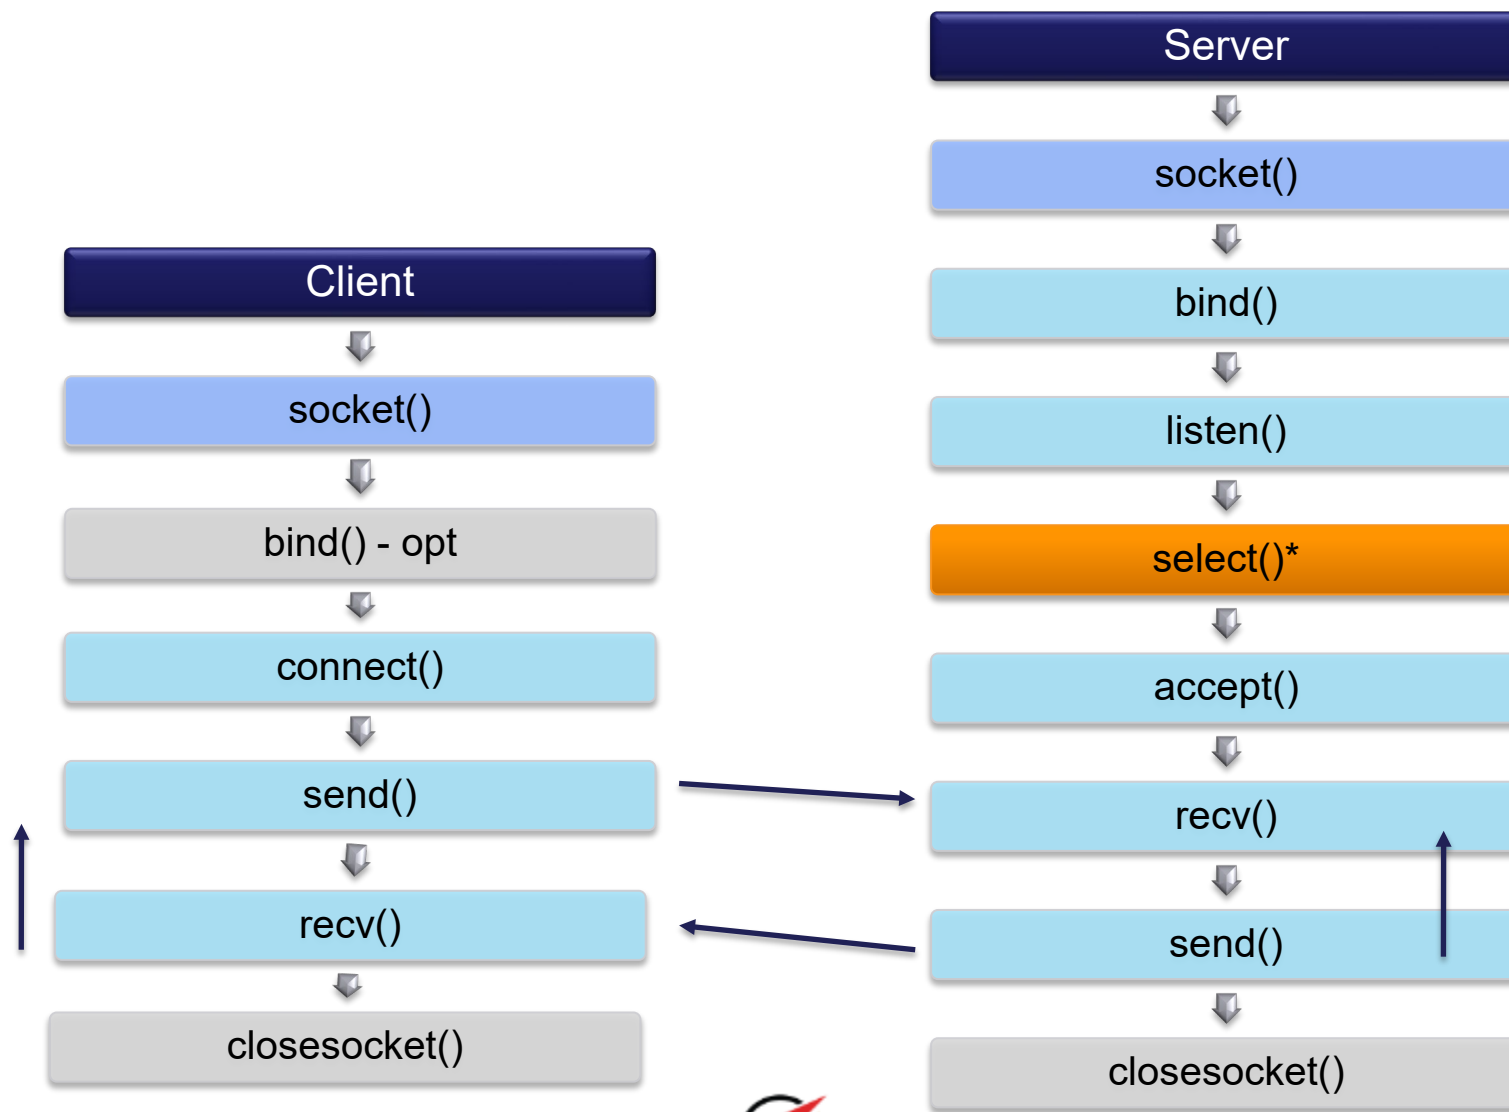 Client
socket()
bind() - opt
connect()
send()
recv()
closesocket()
Server
socket()
bind()
listen()
select()*
accept()
recv()
send()
closesocket()